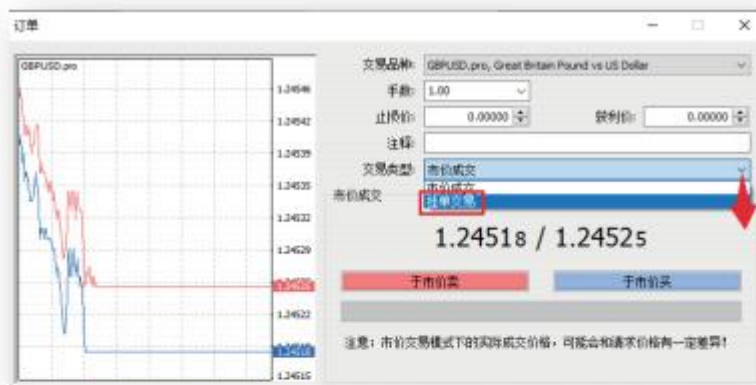 订单
GBPUSD.pro
1.24546
1.24542
1.24539
1.24535
1.24532
1.24529
1.24525
1.24522
1.24518
1.24515
交易品种: GBPUSD.pro, Great Britain Pound vs US Dollar
手数: 1.00
止损价: 0.00000 获利价: 0.00000
注释:
交易类型: 市价成交
市价成交
挂单交易
市价成交
1.24518 / 1.24525
于市价卖 于市价买
注意：市价交易模式下的实际成交价格，可能会和请求价格有一定差异!